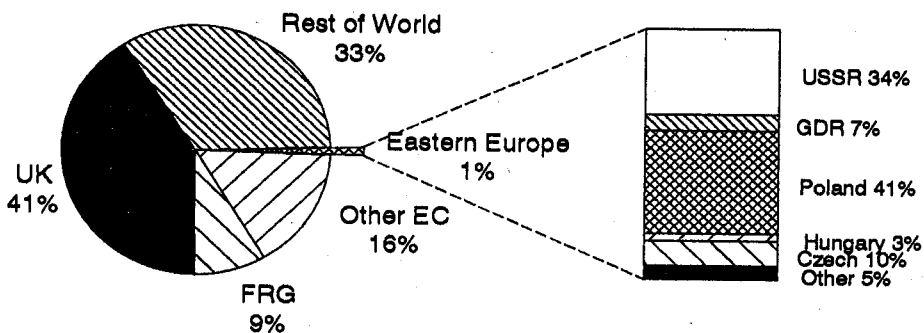 Rest of World
33%
UK
41%
Eastern Europe
1%
Other EC
16%
FRG
9%
USSR 34%
GDR 7%
Poland 41%
Hungary 3%
Czech 10%
Other 5%